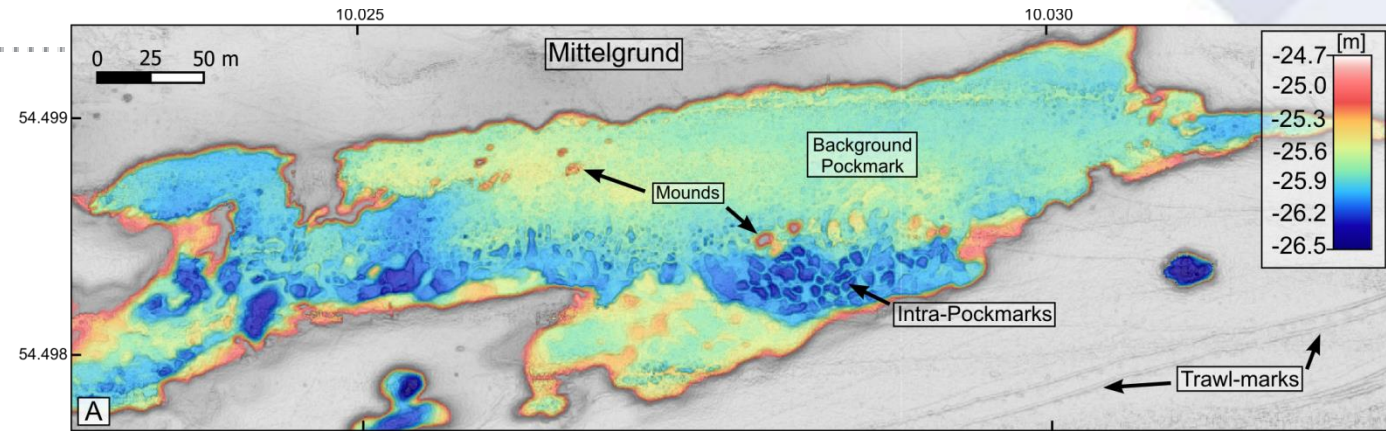 10.025
10.030
0 25 50 m
Mittelgrund
[m]
-24.7
-25.0
-25.3
-25.6
-25.9
-26.2
-26.5
54.499
Background
Pockmark
Mounds
Intra-Pockmarks
54.498
Trawl-marks
A